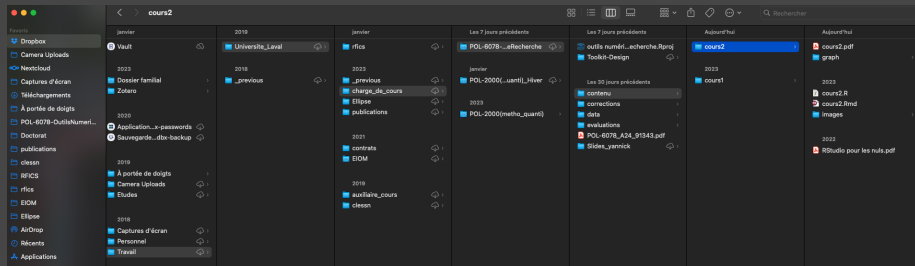 cours2
Rechercher
Favoris
Dropbox
Camera Uploads
Nextcloud
Captures d'écran
Téléchargements
À portée de doigts
POL-6078-OutilsNumeri...
Doctorat
publications
clessn
RFICS
rfics
EIOM
Ellipse
AirDrop
Récents
Applications
janvier
Vault
2023
Dossier familial
Zotero
2020
Application...x-passwords
Sauvegarde...dbx-backup
2019
À portée de doigts
Camera Uploads
Etudes
2018
Captures d'écran
Personnel
Travail
2019
Universite_Laval
2018
_previous
janvier
rfics
2023
_previous
charge_de_cours
Ellipse
publications
2021
contrats
EIOM
2019
auxiliaire_cours
clessn
Les 7 jours précédents
POL-6078-...eRecherche
janvier
POL-2000(...uanti)_Hiver
2023
POL-2000(metho_quanti)
Les 7 jours précédents
outils numéri...echerche.Rproj
Toolkit-Design
Les 30 jours précédents
contenu
corrections
data
evaluations
POL-6078_A24_91343.pdf
Slides_yannick
Aujourd'hui
cours2
2023
cours1
Aujourd'hui
cours2.pdf
graph
2023
cours2.R
cours2.Rmd
images
2022
RStudio pour les nuls.pdf